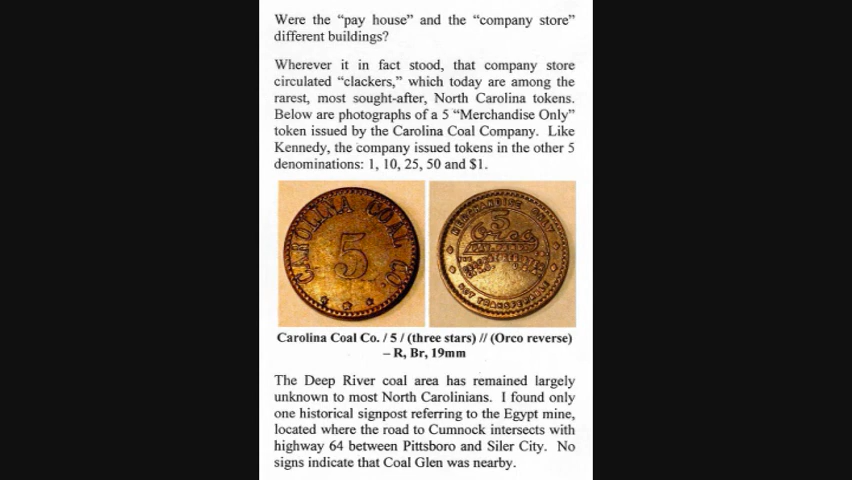 Were the “pay house” and the “company store”
different buildings?
Wherever it in fact stood, that company store
circulated “clackers,” which today are among the
rarest, most sought-after, North Carolina tokens.
Below are photographs of a 5 “Merchandise Only”
token issued by the Carolina Coal Company. Like
Kennedy, the company issued tokens in the other 5
denominations: 1, 10, 25, 50 and $1.
CAROLINA COAL CO.
5
MERCHANDISE ONLY
5
Orco
NOT TRANSFERABLE
Carolina Coal Co. / 5 / (three stars) // (Orco reverse)
– R, Br, 19mm
The Deep River coal area has remained largely
unknown to most North Carolinians. I found only
one historical signpost referring to the Egypt mine,
located where the road to Cumnock intersects with
highway 64 between Pittsboro and Siler City. No
signs indicate that Coal Glen was nearby.